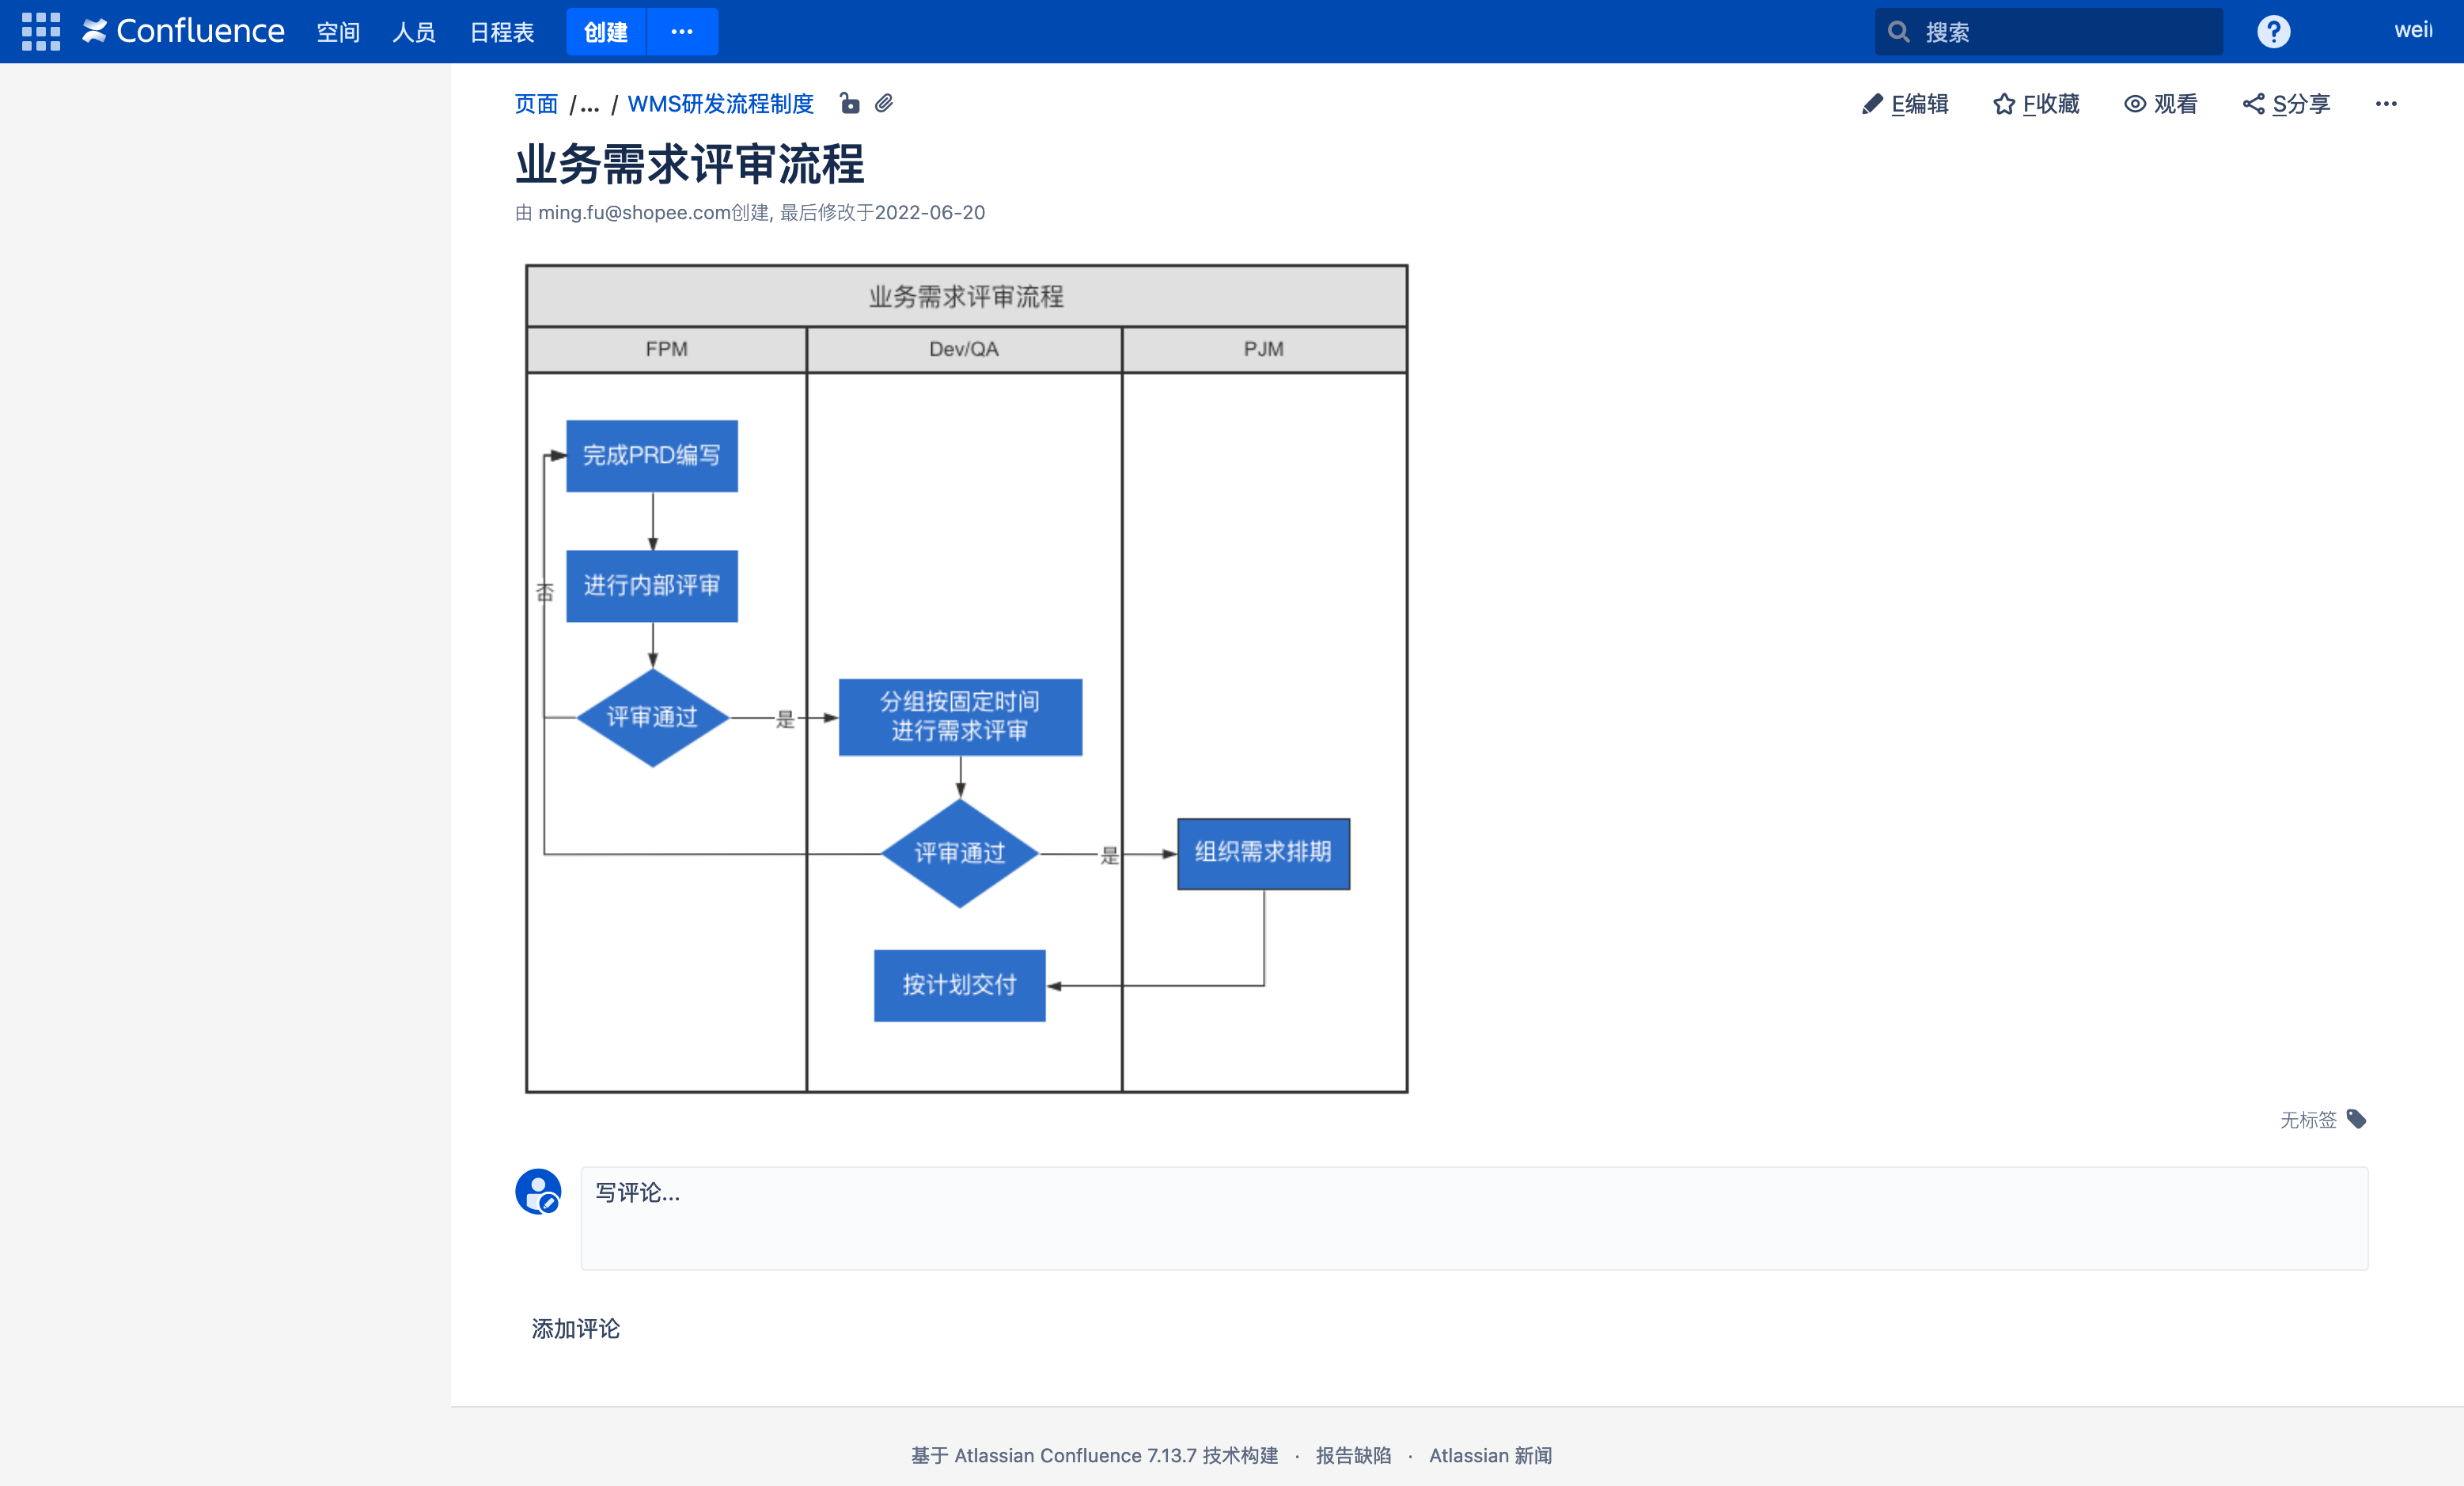 Confluence 空间 人员 日程表 创建 ··· 搜索 ? wei
页面 /... / WMS研发流程制度 E编辑 F收藏 观看 S分享 ···
业务需求评审流程
由 ming.fu@shopee.com创建, 最后修改于2022-06-20
业务需求评审流程
FPM Dev/QA PJM
完成PRD编写
否
进行内部评审
评审通过 是 分组按固定时间
进行需求评审
评审通过 是 组织需求排期
按计划交付
无标签
写评论...
添加评论
基于 Atlassian Confluence 7.13.7 技术构建 · 报告缺陷 · Atlassian 新闻